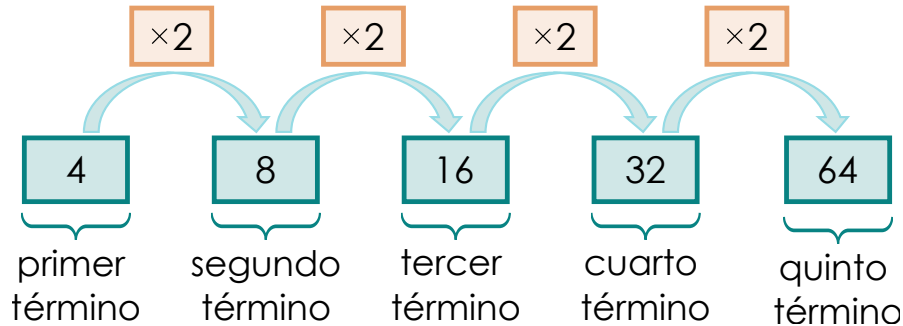 ×2 ×2 ×2 ×2
4 8 16 32 64
primer segundo tercer cuarto quinto
término término término término término